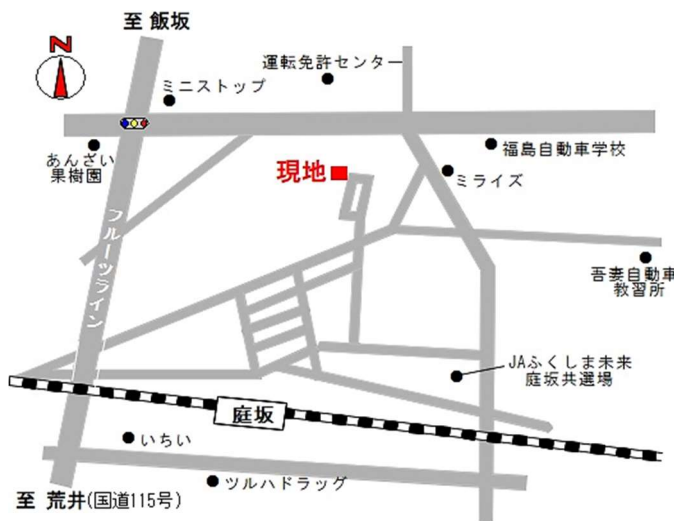 至 飯坂
N
運転免許センター
ミニストップ
あんざい
果樹園
福島自動車学校
現地
ミライズ
フルーツライン
吾妻自動車
教習所
JAふくしま未来
庭坂共選場
庭坂
いちい
ツルハドラッグ
至 荒井(国道115号)